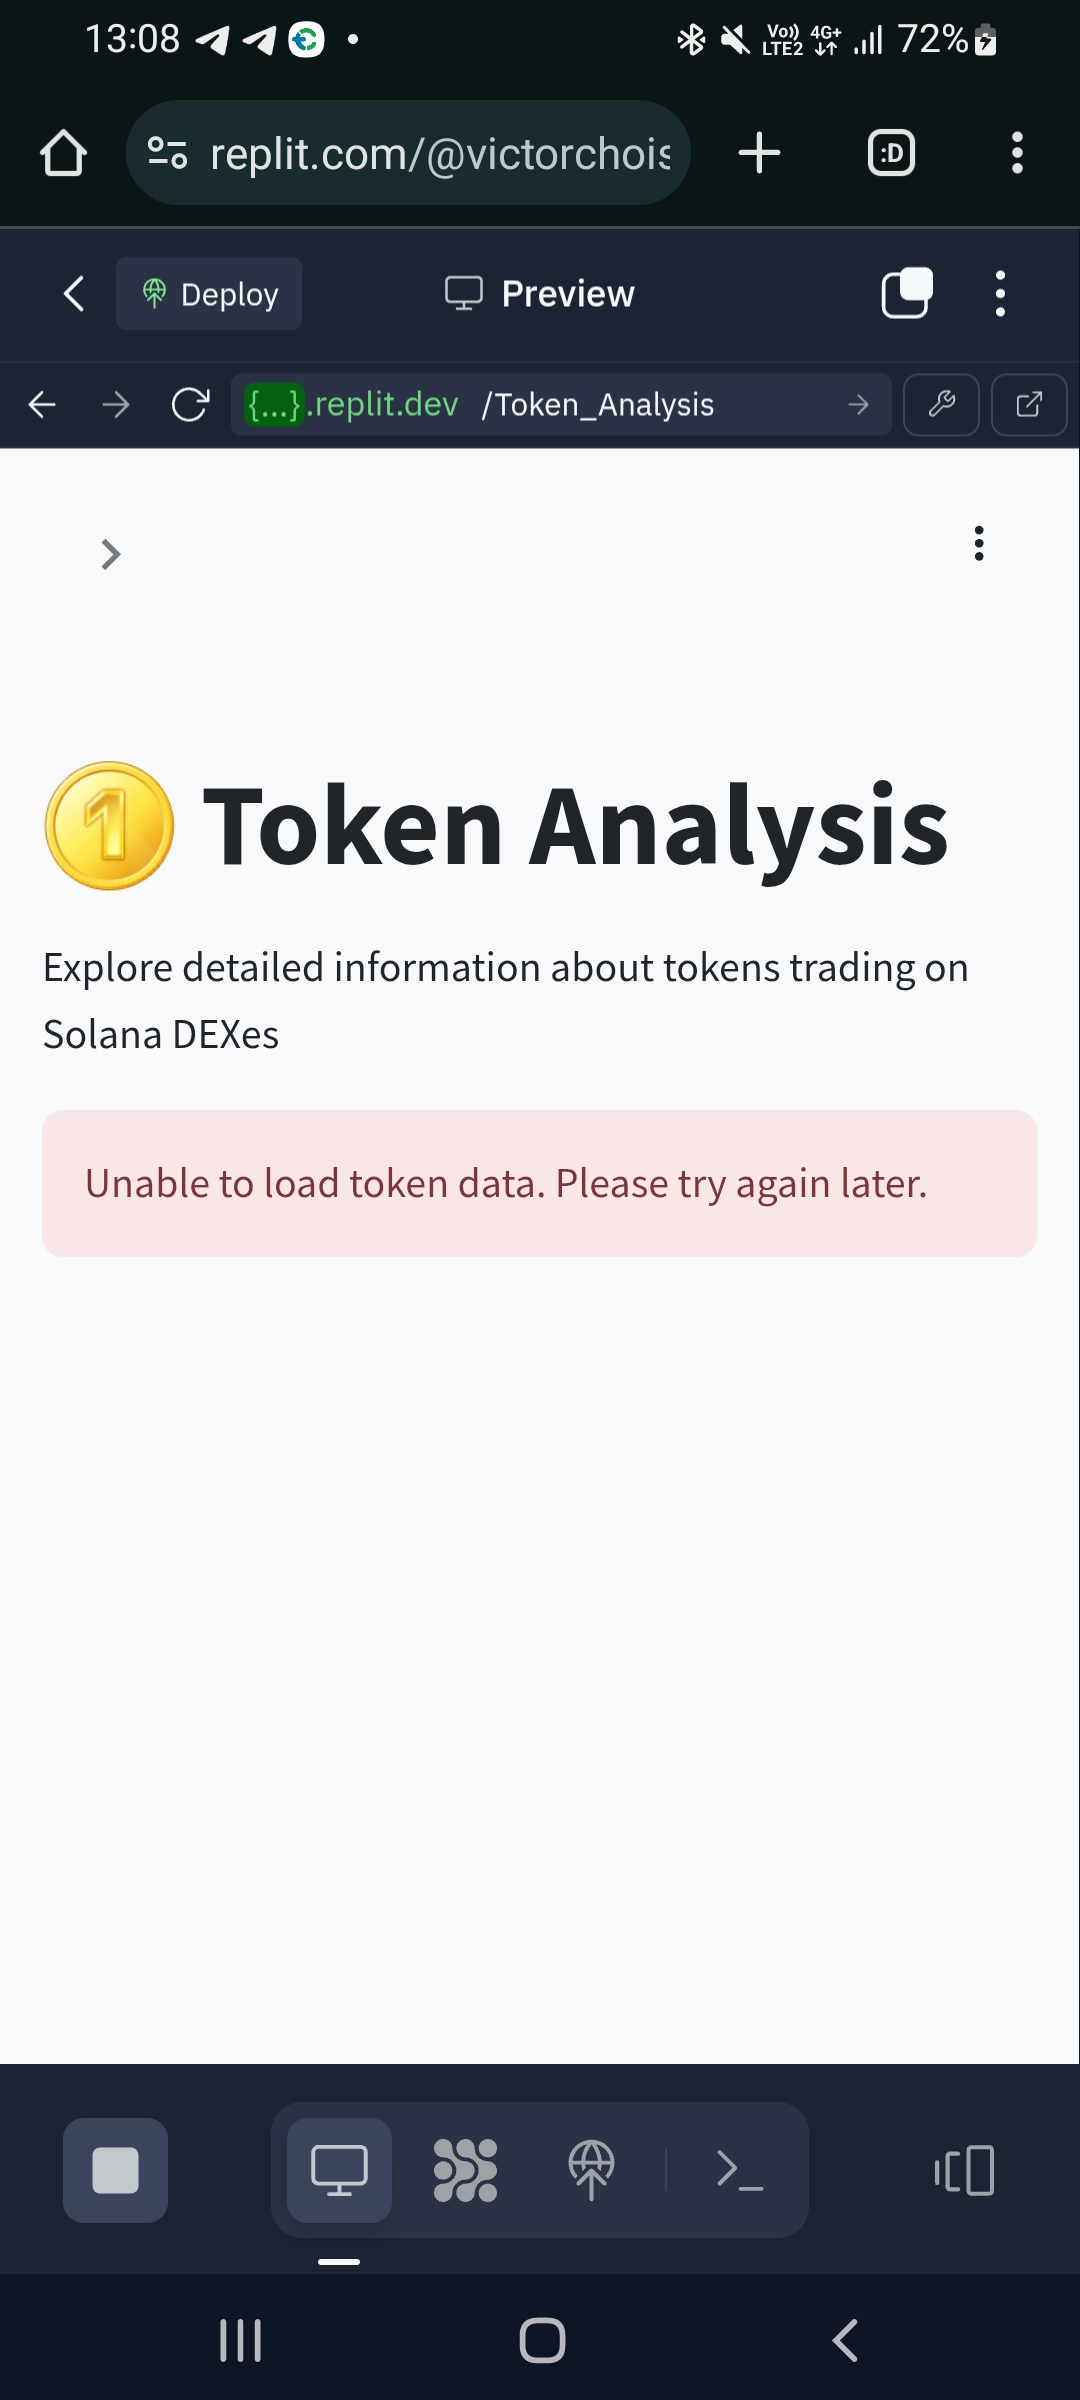 13:08
Vo)) LTE2 4G+ 72%
replit.com/@victorchois
:D
Deploy
Preview
{...}.replit.dev /Token_Analysis
1 Token Analysis
Explore detailed information about tokens trading on
Solana DEXes
Unable to load token data. Please try again later.